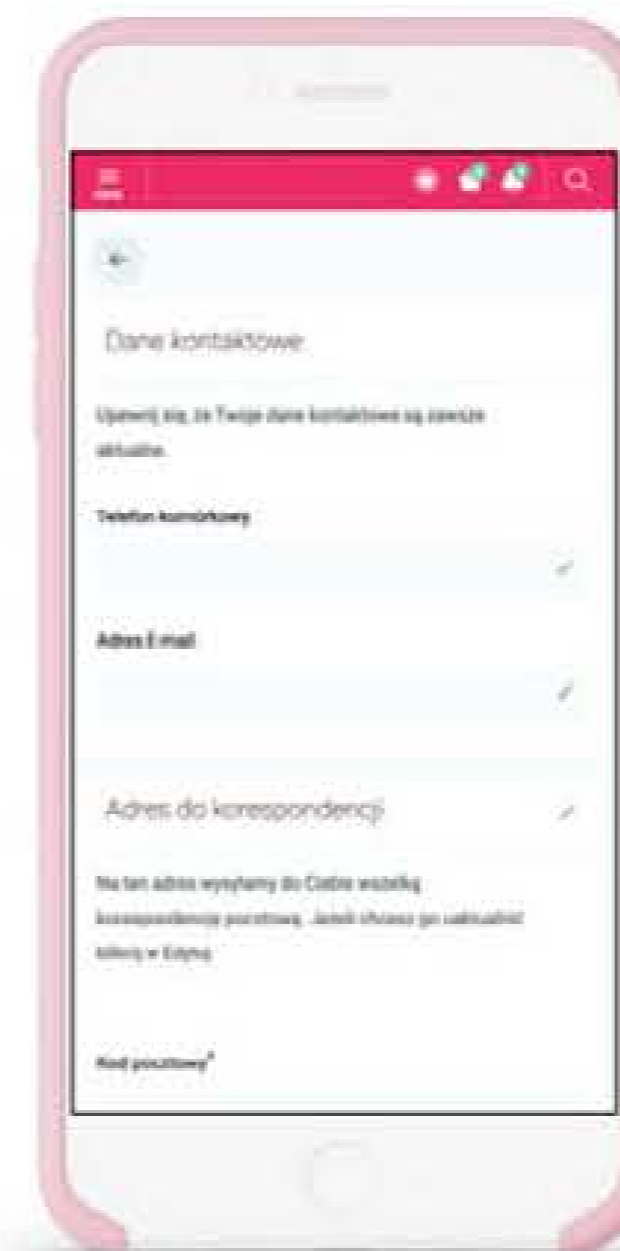 Dane kontaktowe
Upewnij się, że Twoje dane kontaktowe są zawsze
aktualne.
Telefon komórkowy
Adres E-mail
Adres do korespondencji
Na ten adres wysyłamy do Ciebie wszelką
korespondencję pocztową. Jeżeli chcesz go uaktualnić
kliknij w Edytuj
Kod pocztowy*